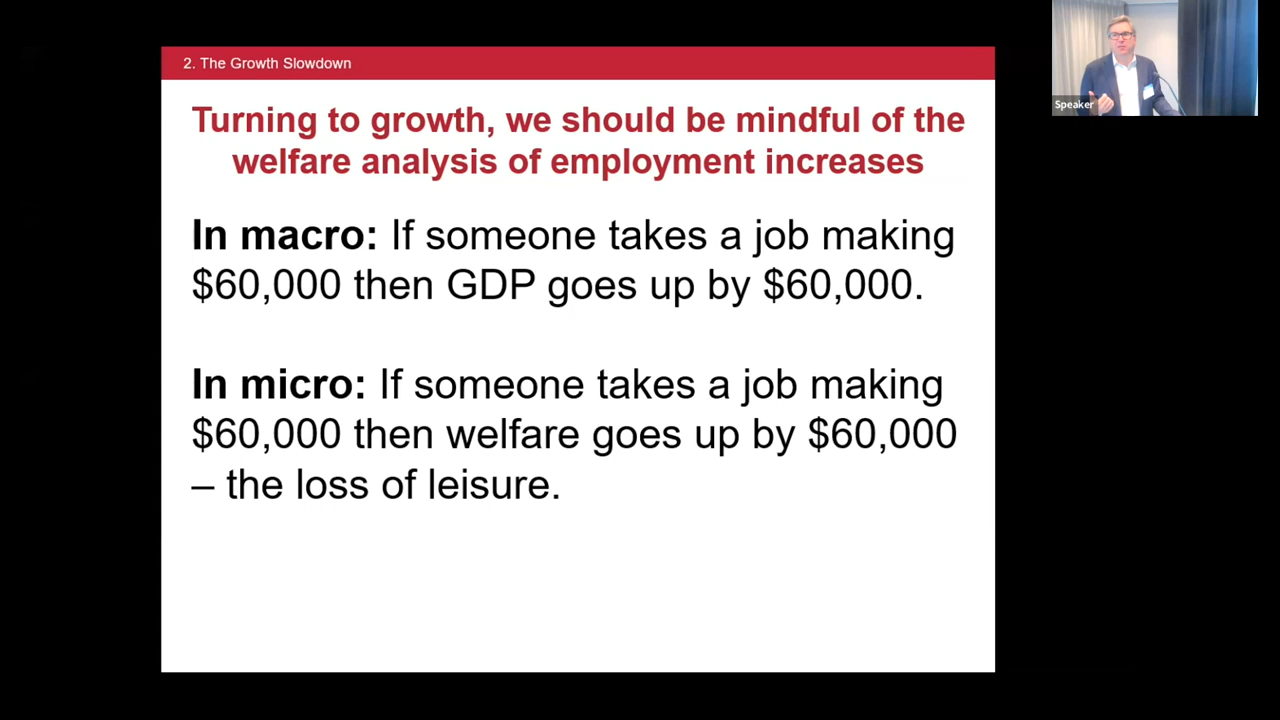 2. The Growth Slowdown
Turning to growth, we should be mindful of the
welfare analysis of employment increases
In macro: If someone takes a job making
$60,000 then GDP goes up by $60,000.
In micro: If someone takes a job making
$60,000 then welfare goes up by $60,000
– the loss of leisure.
Speaker